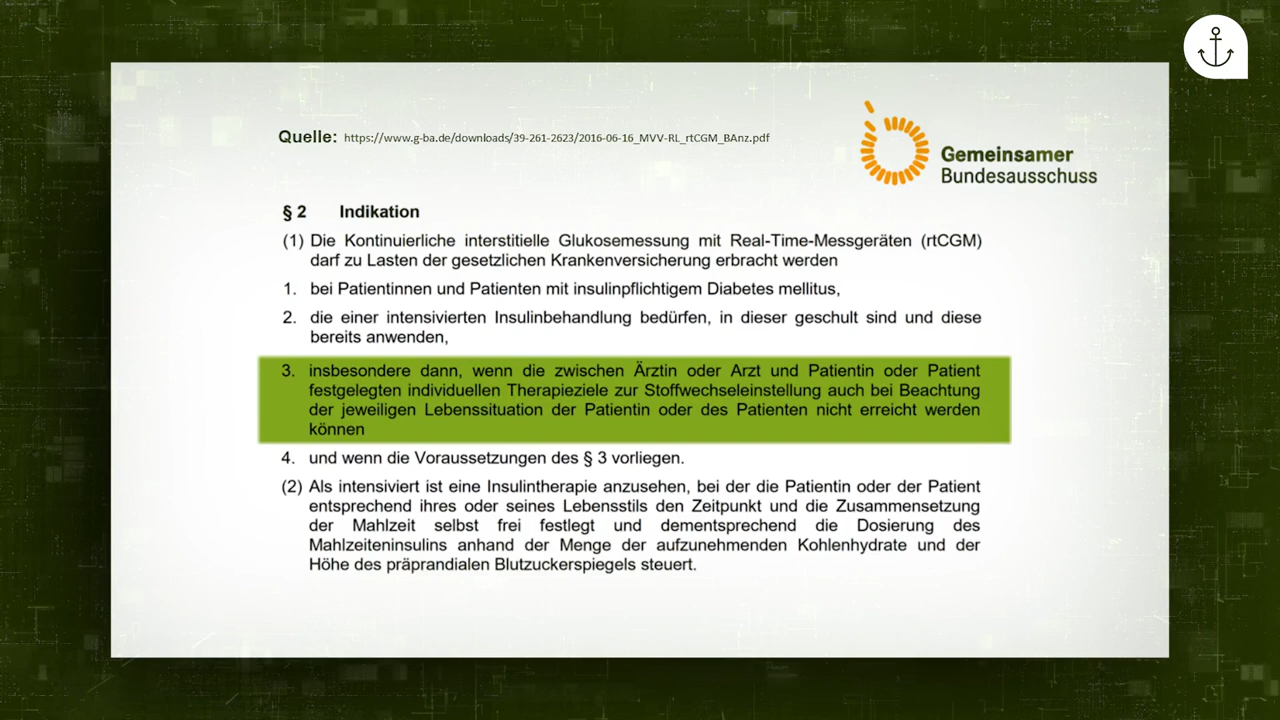 Quelle: https://www.g-ba.de/downloads/39-261-2623/2016-06-16_MVV-RL_rtCGM_BAnz.pdf
Gemeinsamer
Bundesausschuss
§ 2 Indikation
(1) Die Kontinuierliche interstitielle Glukosemessung mit Real-Time-Messgeräten (rtCGM)
darf zu Lasten der gesetzlichen Krankenversicherung erbracht werden
1. bei Patientinnen und Patienten mit insulinpflichtigem Diabetes mellitus,
2. die einer intensivierten Insulinbehandlung bedürfen, in dieser geschult sind und diese
bereits anwenden,
3. insbesondere dann, wenn die zwischen Ärztin oder Arzt und Patientin oder Patient
festgelegten individuellen Therapieziele zur Stoffwechseleinstellung auch bei Beachtung
der jeweiligen Lebenssituation der Patientin oder des Patienten nicht erreicht werden
können
4. und wenn die Voraussetzungen des § 3 vorliegen.
(2) Als intensiviert ist eine Insulintherapie anzusehen, bei der die Patientin oder der Patient
entsprechend ihres oder seines Lebensstils den Zeitpunkt und die Zusammensetzung
der Mahlzeit selbst frei festlegt und dementsprechend die Dosierung des
Mahlzeiteninsulins anhand der Menge der aufzunehmenden Kohlenhydrate und der
Höhe des präprandialen Blutzuckerspiegels steuert.